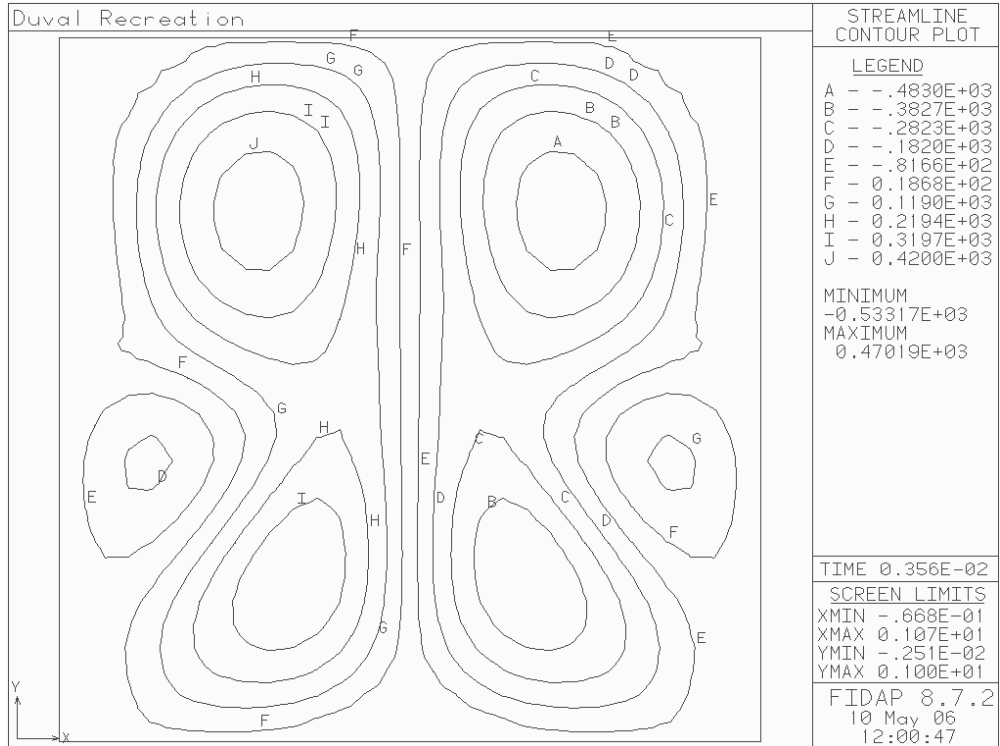 Duval Recreation
STREAMLINE
CONTOUR PLOT
LEGEND
A - -.4830E+03
B - -.3827E+03
C - -.2823E+03
D - -.1820E+03
E - -.8166E+02
F - 0.1868E+02
G - 0.1190E+03
H - 0.2194E+03
I - 0.3197E+03
J - 0.4200E+03
MINIMUM
-0.53317E+03
MAXIMUM
0.47019E+03
TIME 0.356E-02
SCREEN LIMITS
XMIN -.668E-01
XMAX 0.107E+01
YMIN -.251E-02
YMAX 0.100E+01
FIDAP 8.7.2
10 May 06
12:00:47
F
E
G
G
D
D
H
C
I
I
B
B
J
A
E
C
H
F
F
G
H
C
G
E
D
E
I
D
B
C
H
D
F
G
E
F
Y
X